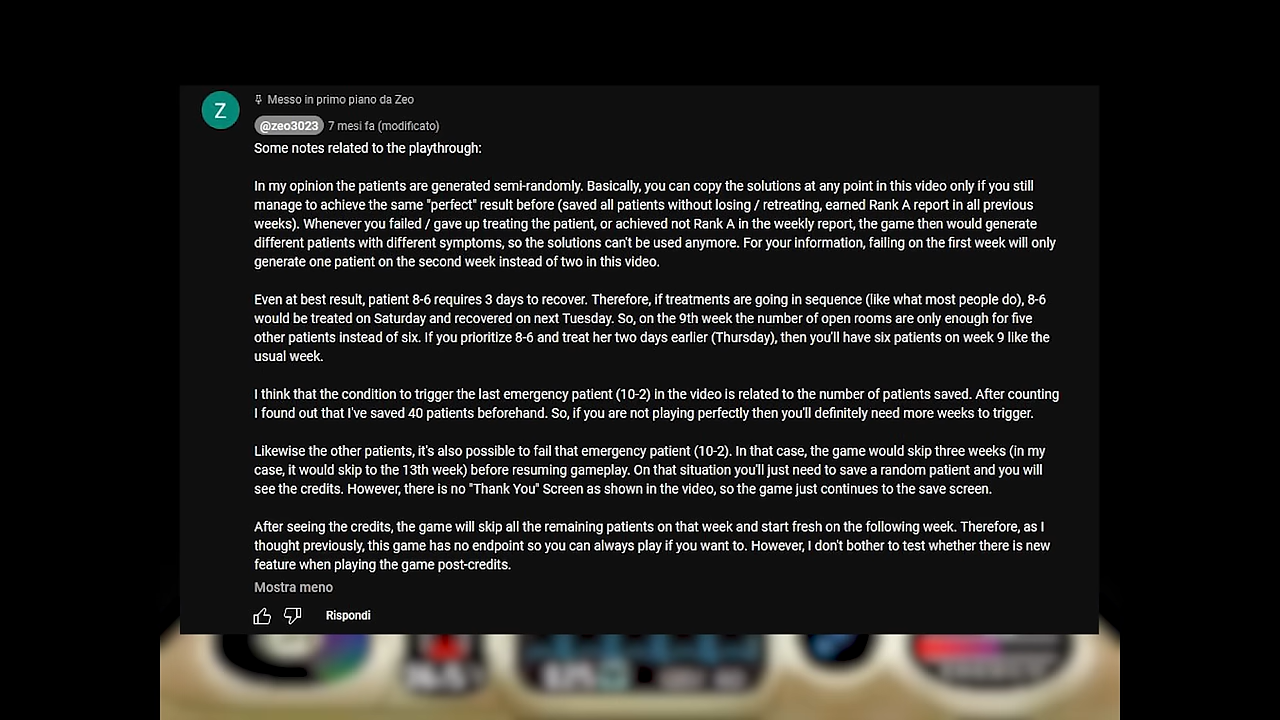 Z
Messo in primo piano da Zeo
@zeo3023 7 mesi fa (modificato)
Some notes related to the playthrough:
In my opinion the patients are generated semi-randomly. Basically, you can copy the solutions at any point in this video only if you still
manage to achieve the same "perfect" result before (saved all patients without losing / retreating, earned Rank A report in all previous
weeks). Whenever you failed / gave up treating the patient, or achieved not Rank A in the weekly report, the game then would generate
different patients with different symptoms, so the solutions can't be used anymore. For your information, failing on the first week will only
generate one patient on the second week instead of two in this video.
Even at best result, patient 8-6 requires 3 days to recover. Therefore, if treatments are going in sequence (like what most people do), 8-6
would be treated on Saturday and recovered on next Tuesday. So, on the 9th week the number of open rooms are only enough for five
other patients instead of six. If you prioritize 8-6 and treat her two days earlier (Thursday), then you'll have six patients on week 9 like the
usual week.
I think that the condition to trigger the last emergency patient (10-2) in the video is related to the number of patients saved. After counting
I found out that I've saved 40 patients beforehand. So, if you are not playing perfectly then you'll definitely need more weeks to trigger.
Likewise the other patients, it's also possible to fail that emergency patient (10-2). In that case, the game would skip three weeks (in my
case, it would skip to the 13th week) before resuming gameplay. On that situation you'll just need to save a random patient and you will
see the credits. However, there is no "Thank You" Screen as shown in the video, so the game just continues to the save screen.
After seeing the credits, the game will skip all the remaining patients on that week and start fresh on the following week. Therefore, as I
thought previously, this game has no endpoint so you can always play if you want to. However, I don't bother to test whether there is new
feature when playing the game post-credits.
Mostra meno
Rispondi